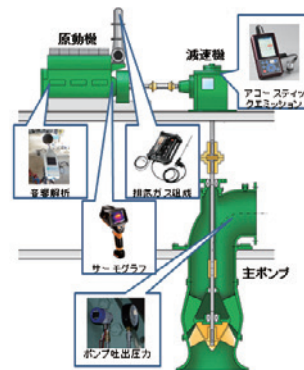 原動機
減速機
アコースティック
クエミッション
音響解析
排気ガス組成
サーモグラフ
主ポンプ
ポンプ吐出圧力